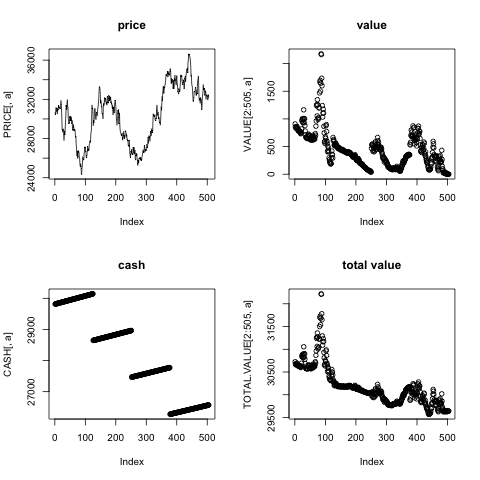 price
PRICE[, a]
24000 28000 32000 36000
0 100 200 300 400 500
Index
value
VALUE[2:505, a]
0 500 1500
0 100 200 300 400 500
Index
cash
CASH[, a]
27000 29000
0 100 200 300 400 500
Index
total value
TOTAL.VALUE[2:505, a]
29500 30500 31500
0 100 200 300 400 500
Index